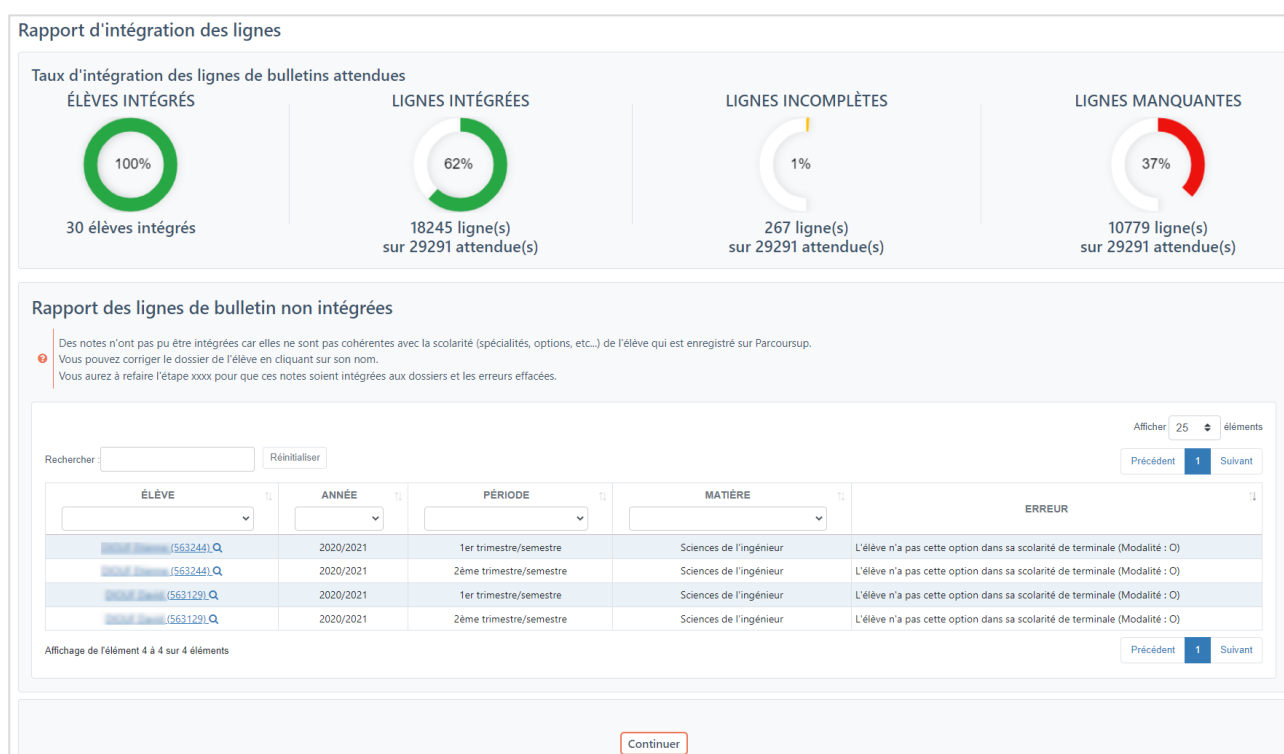 Rapport d'intégration des lignes
Taux d'intégration des lignes de bulletins attendues
ÉLÈVES INTÉGRÉS
100%
30 élèves intégrés
LIGNES INTÉGRÉES
62%
18245 ligne(s)
sur 29291 attendue(s)
LIGNES INCOMPLÈTES
1%
267 ligne(s)
sur 29291 attendue(s)
LIGNES MANQUANTES
37%
10779 ligne(s)
sur 29291 attendue(s)
Rapport des lignes de bulletin non intégrées
Des notes n'ont pas pu être intégrées car elles ne sont pas cohérentes avec la scolarité (spécialités, options, etc...) de l'élève qui est enregistré sur Parcoursup.
Vous pouvez corriger le dossier de l'élève en cliquant sur son nom.
Vous aurez à refaire l'étape xxxx pour que ces notes soient intégrées aux dossiers et les erreurs effacées.
Afficher 25 éléments
Rechercher : Réinitialiser
Précédent 1 Suivant
ÉLÈVE ANNÉE PÉRIODE MATIÈRE ERREUR
(563244) 2020/2021 1er trimestre/semestre Sciences de l'ingénieur L'élève n'a pas cette option dans sa scolarité de terminale (Modalité : O)
(563244) 2020/2021 2ème trimestre/semestre Sciences de l'ingénieur L'élève n'a pas cette option dans sa scolarité de terminale (Modalité : O)
(563129) 2020/2021 1er trimestre/semestre Sciences de l'ingénieur L'élève n'a pas cette option dans sa scolarité de terminale (Modalité : O)
(563129) 2020/2021 2ème trimestre/semestre Sciences de l'ingénieur L'élève n'a pas cette option dans sa scolarité de terminale (Modalité : O)
Affichage de l'élément 4 à 4 sur 4 éléments
Précédent 1 Suivant
Continuer